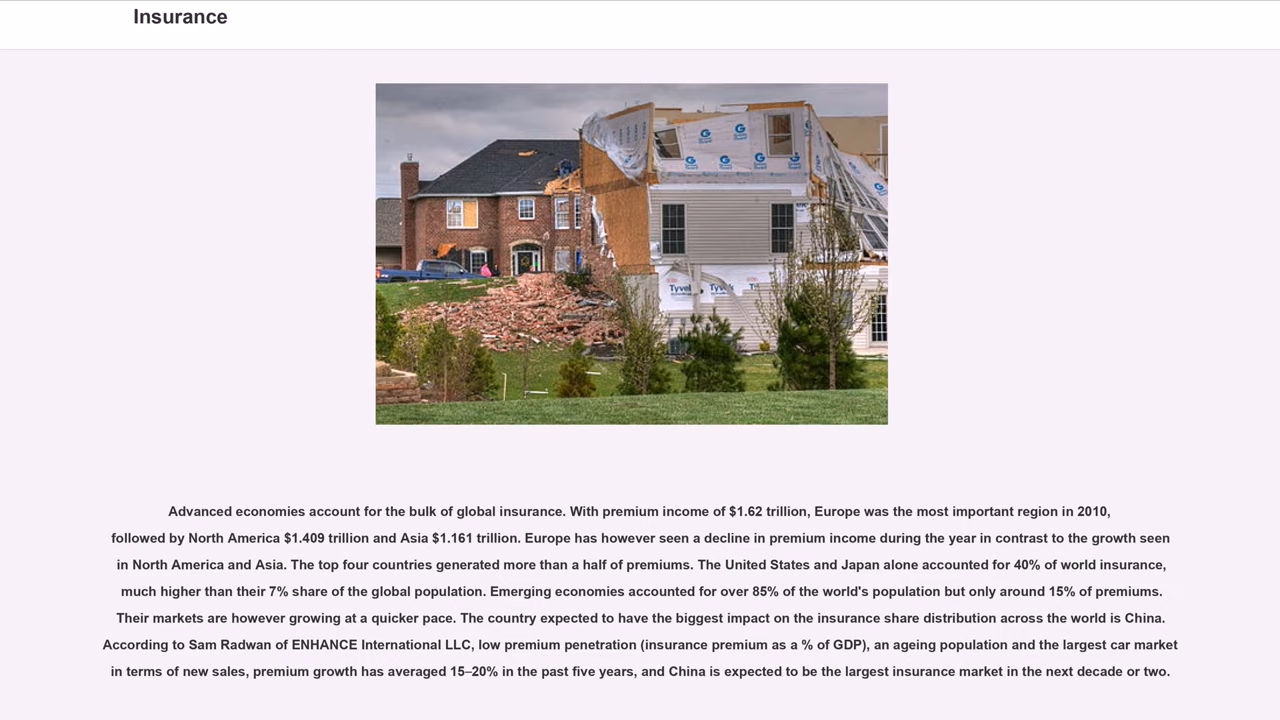 Insurance
Tyvek
Tyvek
Advanced economies account for the bulk of global insurance. With premium income of $1.62 trillion, Europe was the most important region in 2010,
followed by North America $1.409 trillion and Asia $1.161 trillion. Europe has however seen a decline in premium income during the year in contrast to the growth seen
in North America and Asia. The top four countries generated more than a half of premiums. The United States and Japan alone accounted for 40% of world insurance,
much higher than their 7% share of the global population. Emerging economies accounted for over 85% of the world's population but only around 15% of premiums.
Their markets are however growing at a quicker pace. The country expected to have the biggest impact on the insurance share distribution across the world is China.
According to Sam Radwan of ENHANCE International LLC, low premium penetration (insurance premium as a % of GDP), an ageing population and the largest car market
in terms of new sales, premium growth has averaged 15–20% in the past five years, and China is expected to be the largest insurance market in the next decade or two.